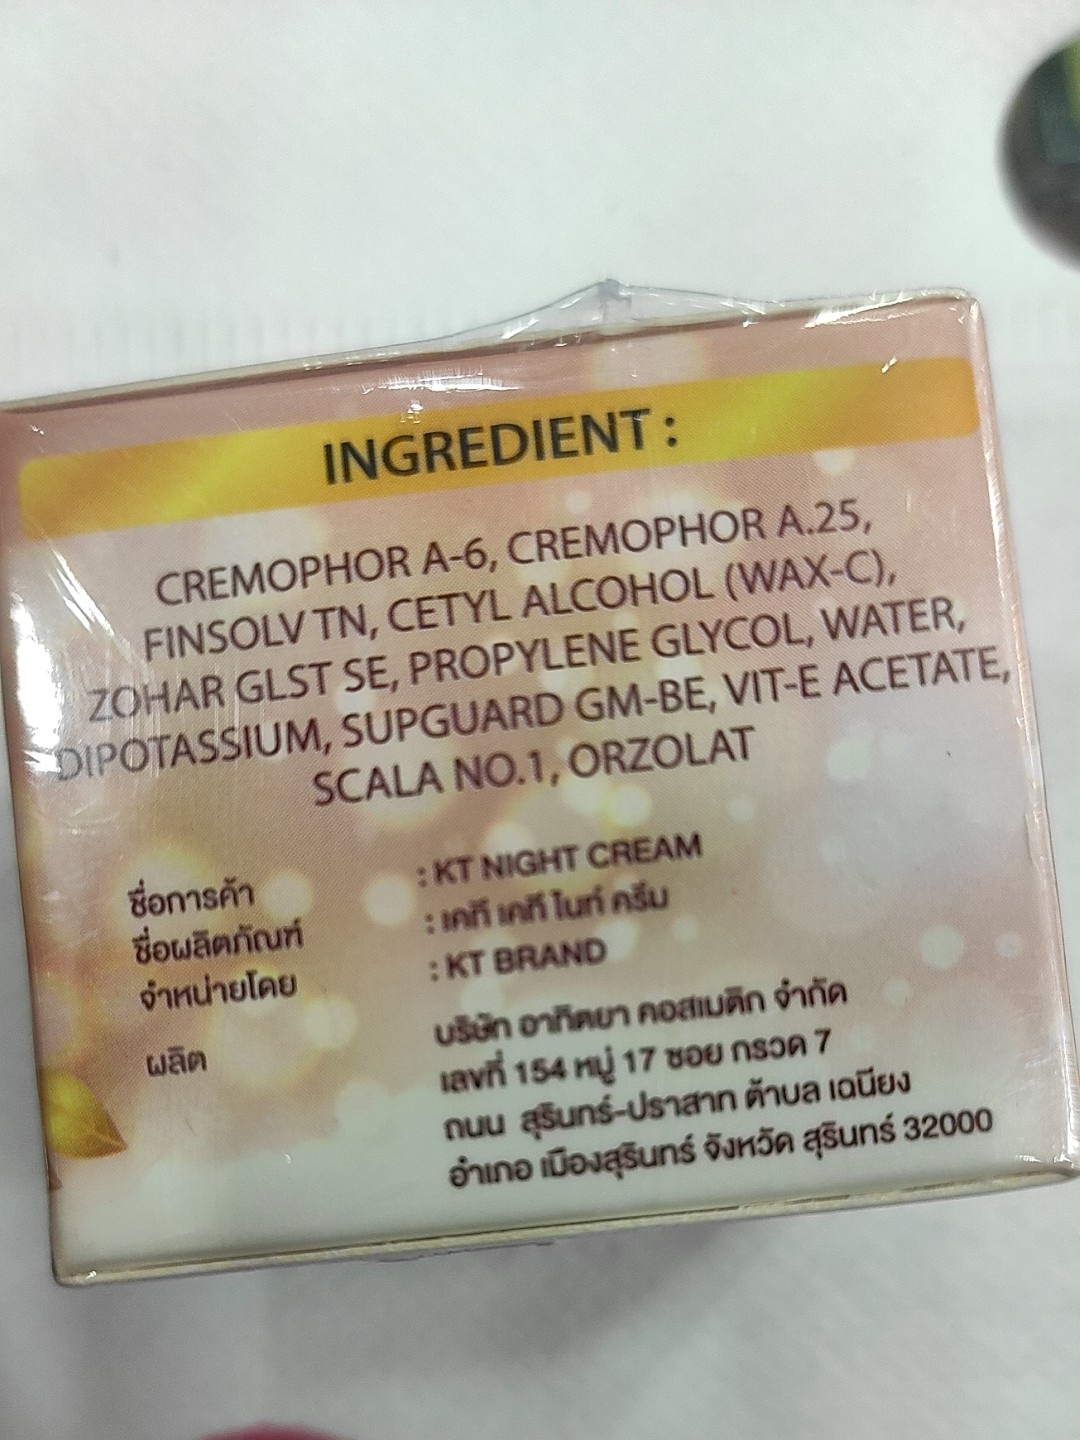 INGREDIENT :
CREMOPHOR A-6, CREMOPHOR A.25,
FINSOLV TN, CETYL ALCOHOL (WAX-C),
ZOHAR GLST SE, PROPYLENE GLYCOL, WATER,
DIPOTASSIUM, SUPGUARD GM-BE, VIT-E ACETATE,
SCALA NO.1, ORZOLAT
ชื่อการค้า : KT NIGHT CREAM
ชื่อผลิตภัณฑ์ : เคที เคที ไนท์ ครีม
จำหน่ายโดย : KT BRAND
ผลิต บริษัท อาทิตยา คอสเมติก จำกัด
เลขที่ 154 หมู่ 17 ซอย กรวด 7
ถนน สุรินทร์-ปราสาท ตำบล เฉนียง
อำเภอ เมืองสุรินทร์ จังหวัด สุรินทร์ 32000